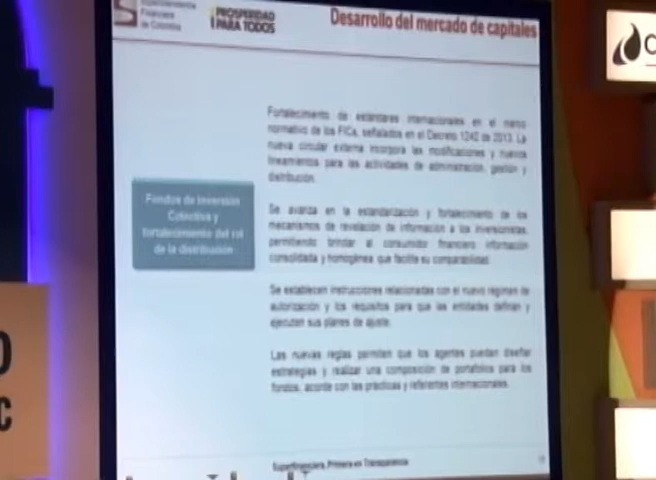 Superintendencia
Financiera
de Colombia
PROSPERIDAD
PARA TODOS
Desarrollo del mercado de capitales
Fortalecimiento de estándares internacionales en el marco
normativo de los FICs, señalados en el Decreto 1242 de 2013. La
nueva circular externa incorpora las modificaciones y nuevos
lineamientos para las actividades de administración, gestión y
distribución.
Fondos de Inversión
Colectiva y
fortalecimiento del rol
de la distribución
Se avanza en la estandarización y fortalecimiento de los
mecanismos de revelación de información a los inversionistas,
permitiendo brindar al consumidor financiero información
consolidada y homogénea que facilite su comparabilidad.
Se establecen instrucciones relacionadas con el nuevo régimen de
autorización y los requisitos para que las entidades definan y
ejecuten sus planes de ajuste.
Las nuevas reglas permiten que los agentes puedan diseñar
estrategias y realizar una composición de portafolios para los
fondos, acorde con las prácticas y referentes internacionales.
Superfinanciera, Primera en Transparencia